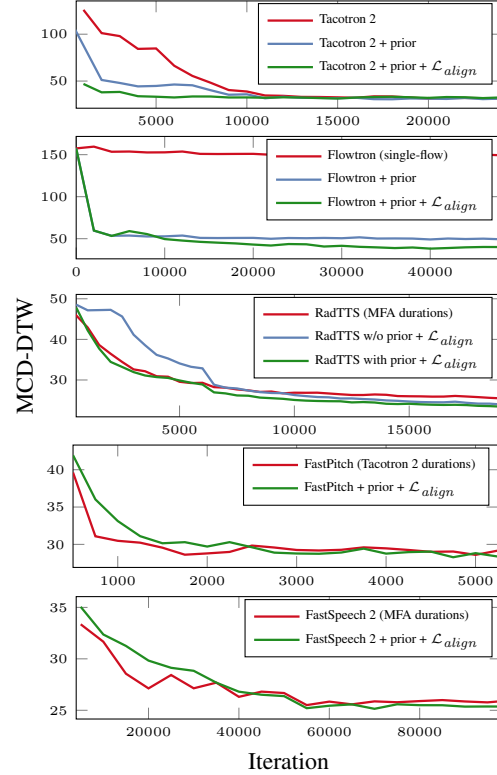 Tacotron 2
Tacotron 2 + prior
Tacotron 2 + prior + ℒ_align
100
50
5000 10000 15000 20000
Flowtron (single-flow)
Flowtron + prior
Flowtron + prior + ℒ_align
150
100
50
0 10000 20000 30000 40000
RadTTS (MFA durations)
RadTTS w/o prior + ℒ_align
RadTTS with prior + ℒ_align
50
40
30
5000 10000 15000
MCD-DTW
FastPitch (Tacotron 2 durations)
FastPitch + prior + ℒ_align
40
35
30
1000 2000 3000 4000 5000
FastSpeech 2 (MFA durations)
FastSpeech 2 + prior + ℒ_align
35
30
25
20000 40000 60000 80000
Iteration